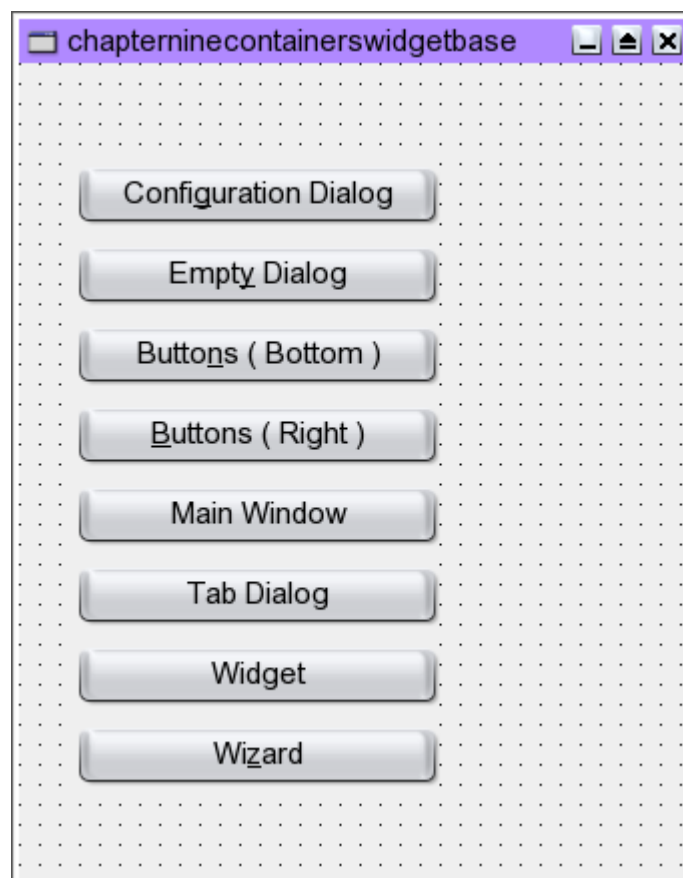 chapterninecontainerswidgetbase
Configuration Dialog
Empty Dialog
Buttons ( Bottom )
Buttons ( Right )
Main Window
Tab Dialog
Widget
Wizard